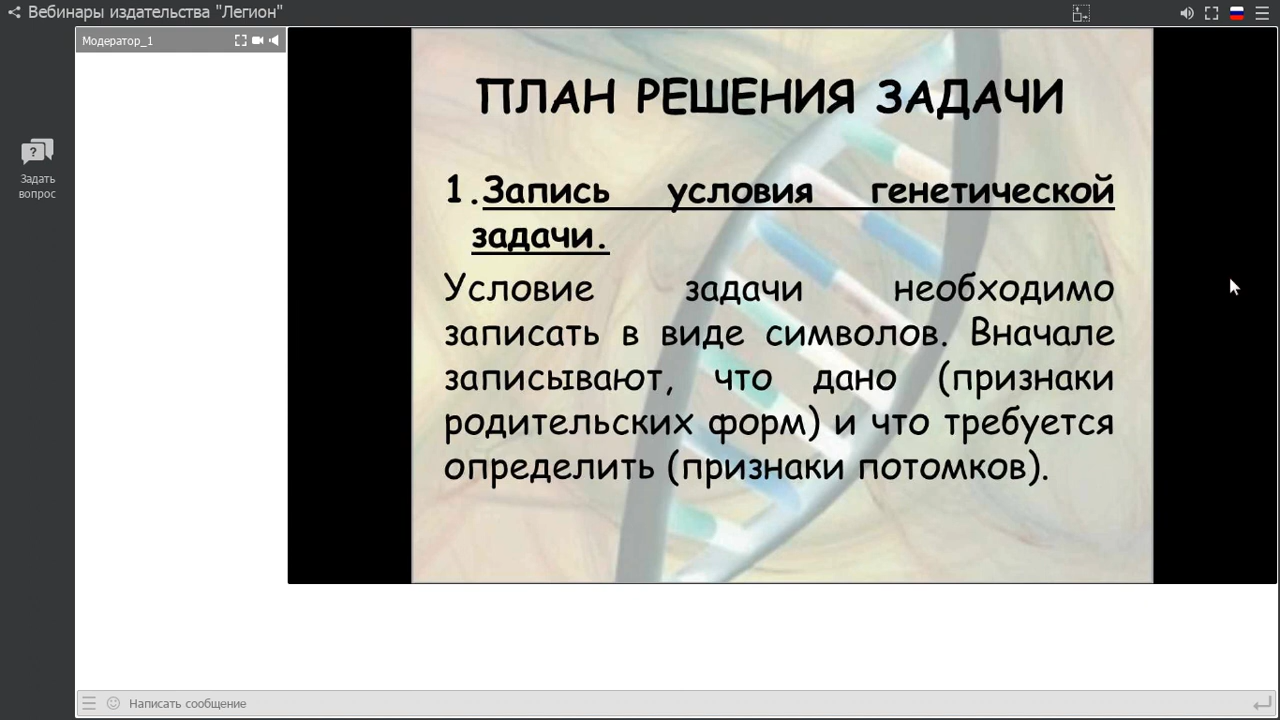 Вебинары издательства "Легион"
Модератор_1
Задать
вопрос
ПЛАН РЕШЕНИЯ ЗАДАЧИ
1.Запись условия генетической
задачи.
Условие задачи необходимо
записать в виде символов. Вначале
записывают, что дано (признаки
родительских форм) и что требуется
определить (признаки потомков).
Написать сообщение